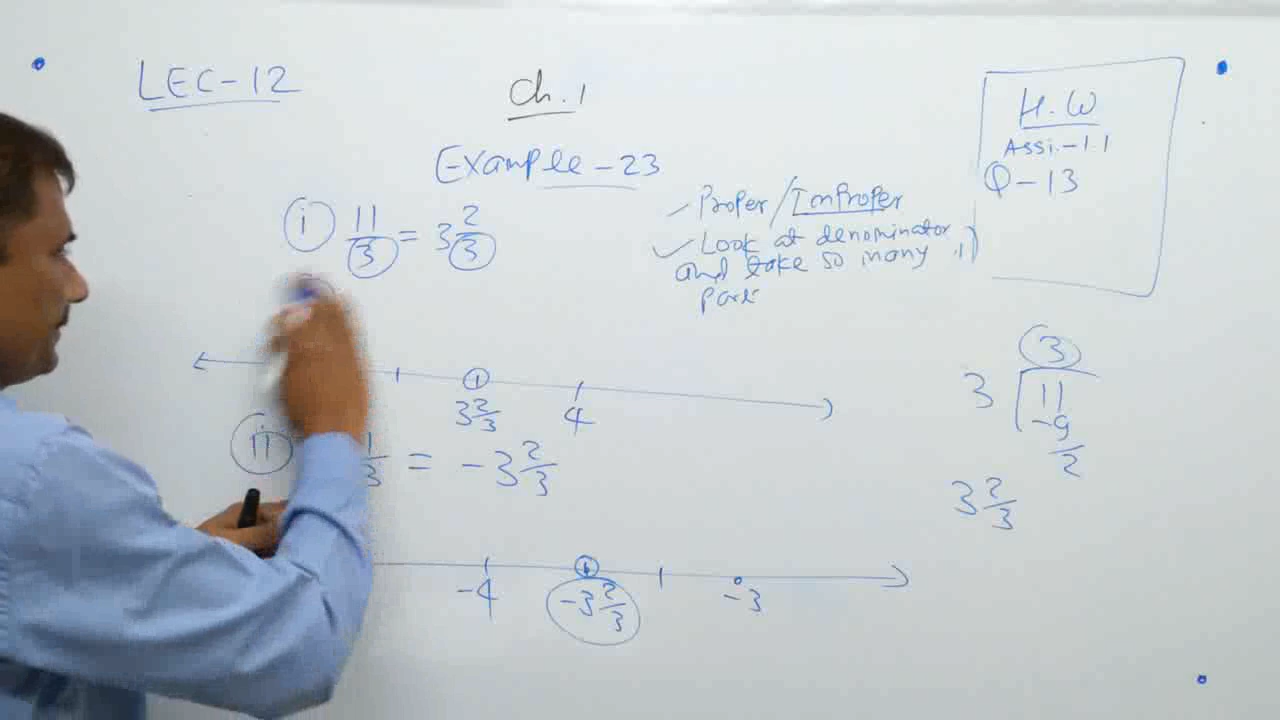 LEC-12
Ch. 1
H.W
Assi.-1.1
Q-13
Example-23
i 11/3 = 3 2/3
Proper/Improper
Look at denominator
and take so many
part
3 2/3 4
3
3 11
-9
2
3 2/3
ii = -3 2/3
-4 -3 2/3 -3